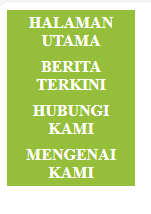 HALAMAN
UTAMA
BERITA
TERKINI
HUBUNGI
KAMI
MENGENAI
KAMI